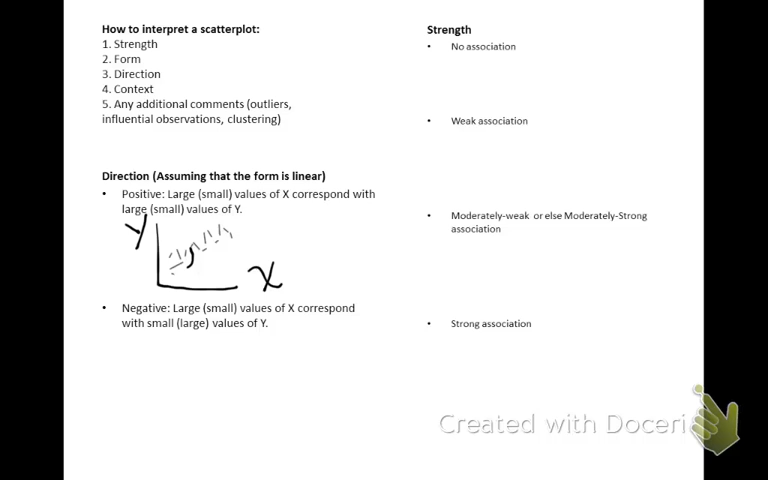 How to interpret a scatterplot:
1. Strength
2. Form
3. Direction
4. Context
5. Any additional comments (outliers,
influential observations, clustering)
Direction (Assuming that the form is linear)
• Positive: Large (small) values of X correspond with
large (small) values of Y.
Y
X
• Negative: Large (small) values of X correspond
with small (large) values of Y.
Strength
• No association
• Weak association
• Moderately-weak or else Moderately-Strong
association
• Strong association
Created with Doceri